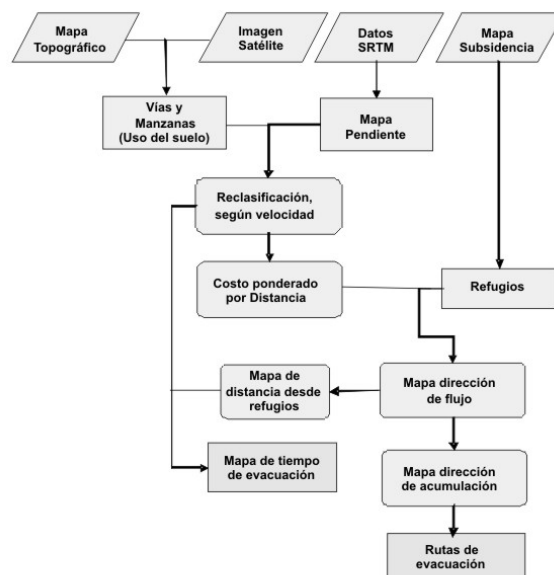 Mapa
Topográfico
Imagen
Satélite
Datos
SRTM
Mapa
Subsidencia
Vías y
Manzanas
(Uso del suelo)
Mapa
Pendiente
Reclasificación,
según velocidad
Costo ponderado
por Distancia
Refugios
Mapa de
distancia desde
refugios
Mapa dirección
de flujo
Mapa de tiempo
de evacuación
Mapa dirección
de acumulación
Rutas de
evacuación